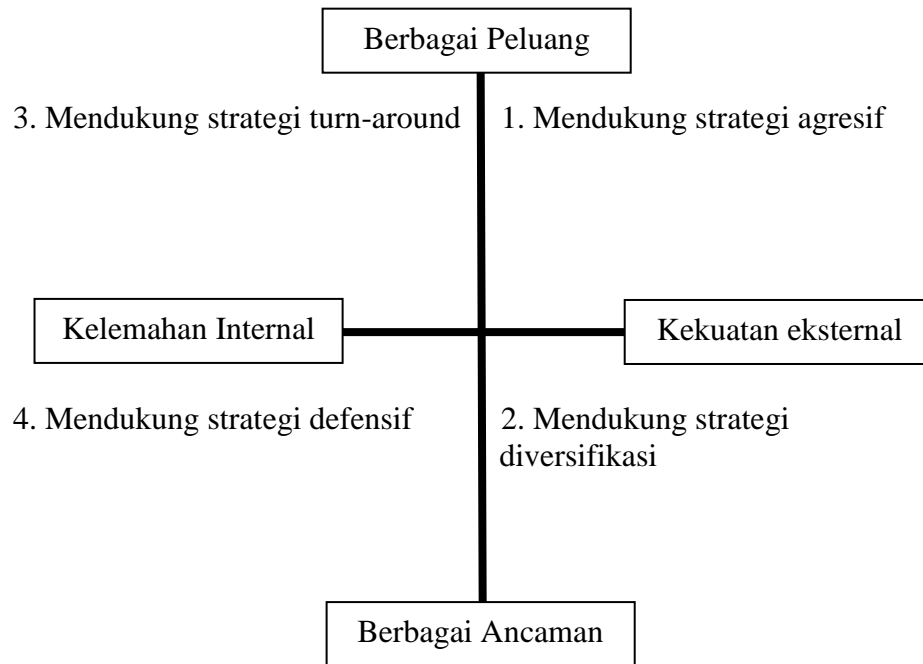 Berbagai Peluang
3. Mendukung strategi turn-around
1. Mendukung strategi agresif
Kelemahan Internal
Kekuatan eksternal
4. Mendukung strategi defensif
2. Mendukung strategi
diversifikasi
Berbagai Ancaman